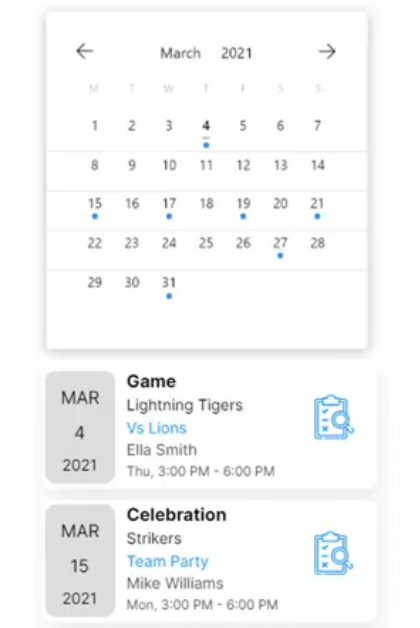 March 2021
M T W T F S S
1 2 3 4 5 6 7
8 9 10 11 12 13 14
15 16 17 18 19 20 21
22 23 24 25 26 27 28
29 30 31
MAR
4
2021
Game
Lightning Tigers
Vs Lions
Ella Smith
Thu, 3:00 PM - 6:00 PM
MAR
15
2021
Celebration
Strikers
Team Party
Mike Williams
Mon, 3:00 PM - 6:00 PM